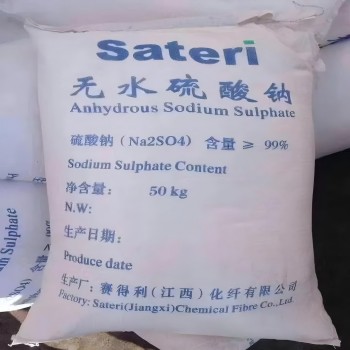 Sateri
无水硫酸钠
Anhydrous Sodium Sulphate
硫酸钠（Na2SO4）含量≥ 99%
Sodium Sulphate Content
净含量： 50 kg
N.W:
生产日期：
Produce date
生产厂：赛得利（江西）化纤有限公司
Factory: Sateri(Jiangxi)Chemical Fibre Co.,Ltd.
Sulphate
Sulphate